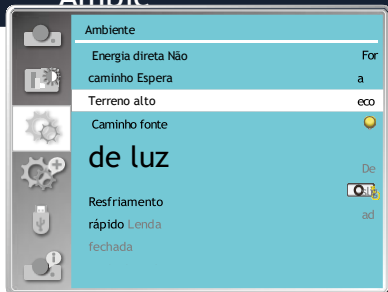 Ambiente
Energia direta Não
For
caminho Espera
a
Terreno alto
eco
Caminho fonte
de luz
De
Resfriamento
rápido Lenda
ad
fechada